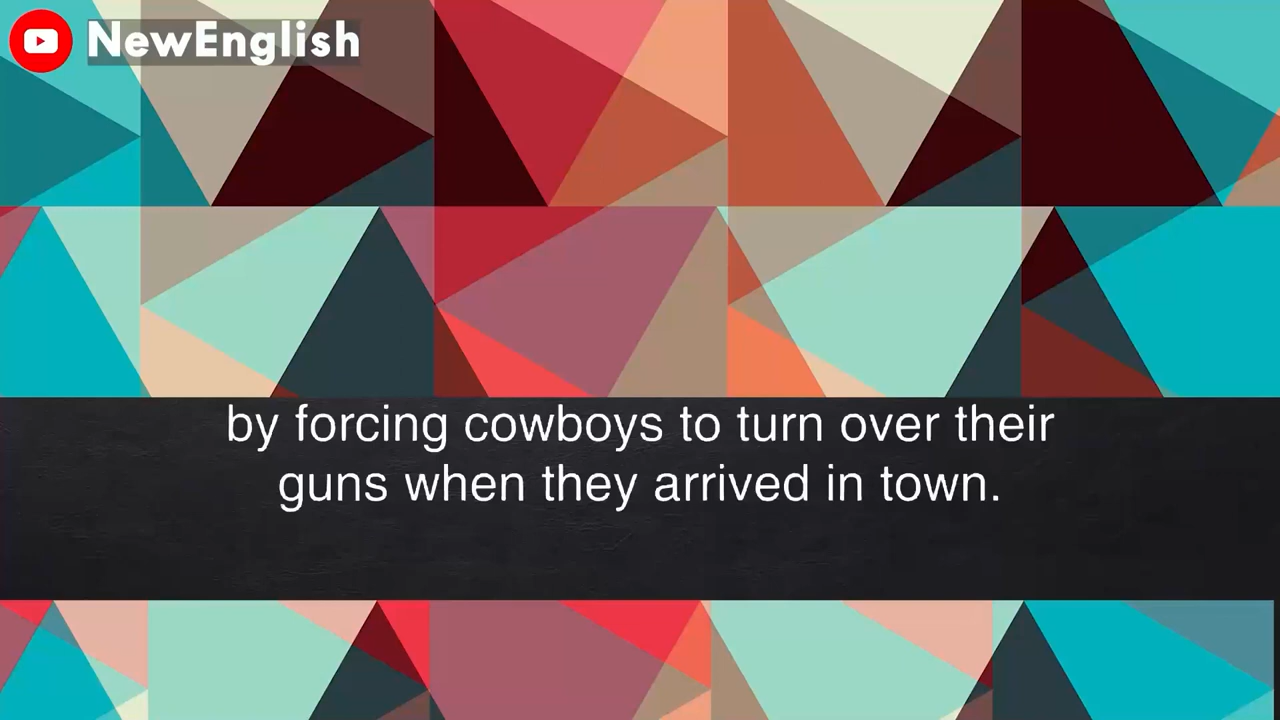 NewEnglish
by forcing cowboys to turn over their
guns when they arrived in town.